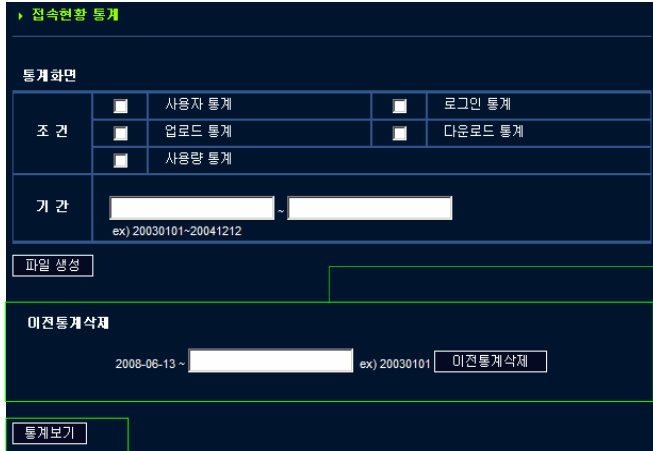 접속현황 통계
통계화면
조 건
사용자 통계
로그인 통계
업로드 통계
다운로드 통계
사용량 통계
기 간
~
ex) 20030101~20041212
파일 생성
이전통계삭제
2008-06-13 ~ ex) 20030101 이전통계삭제
통계보기